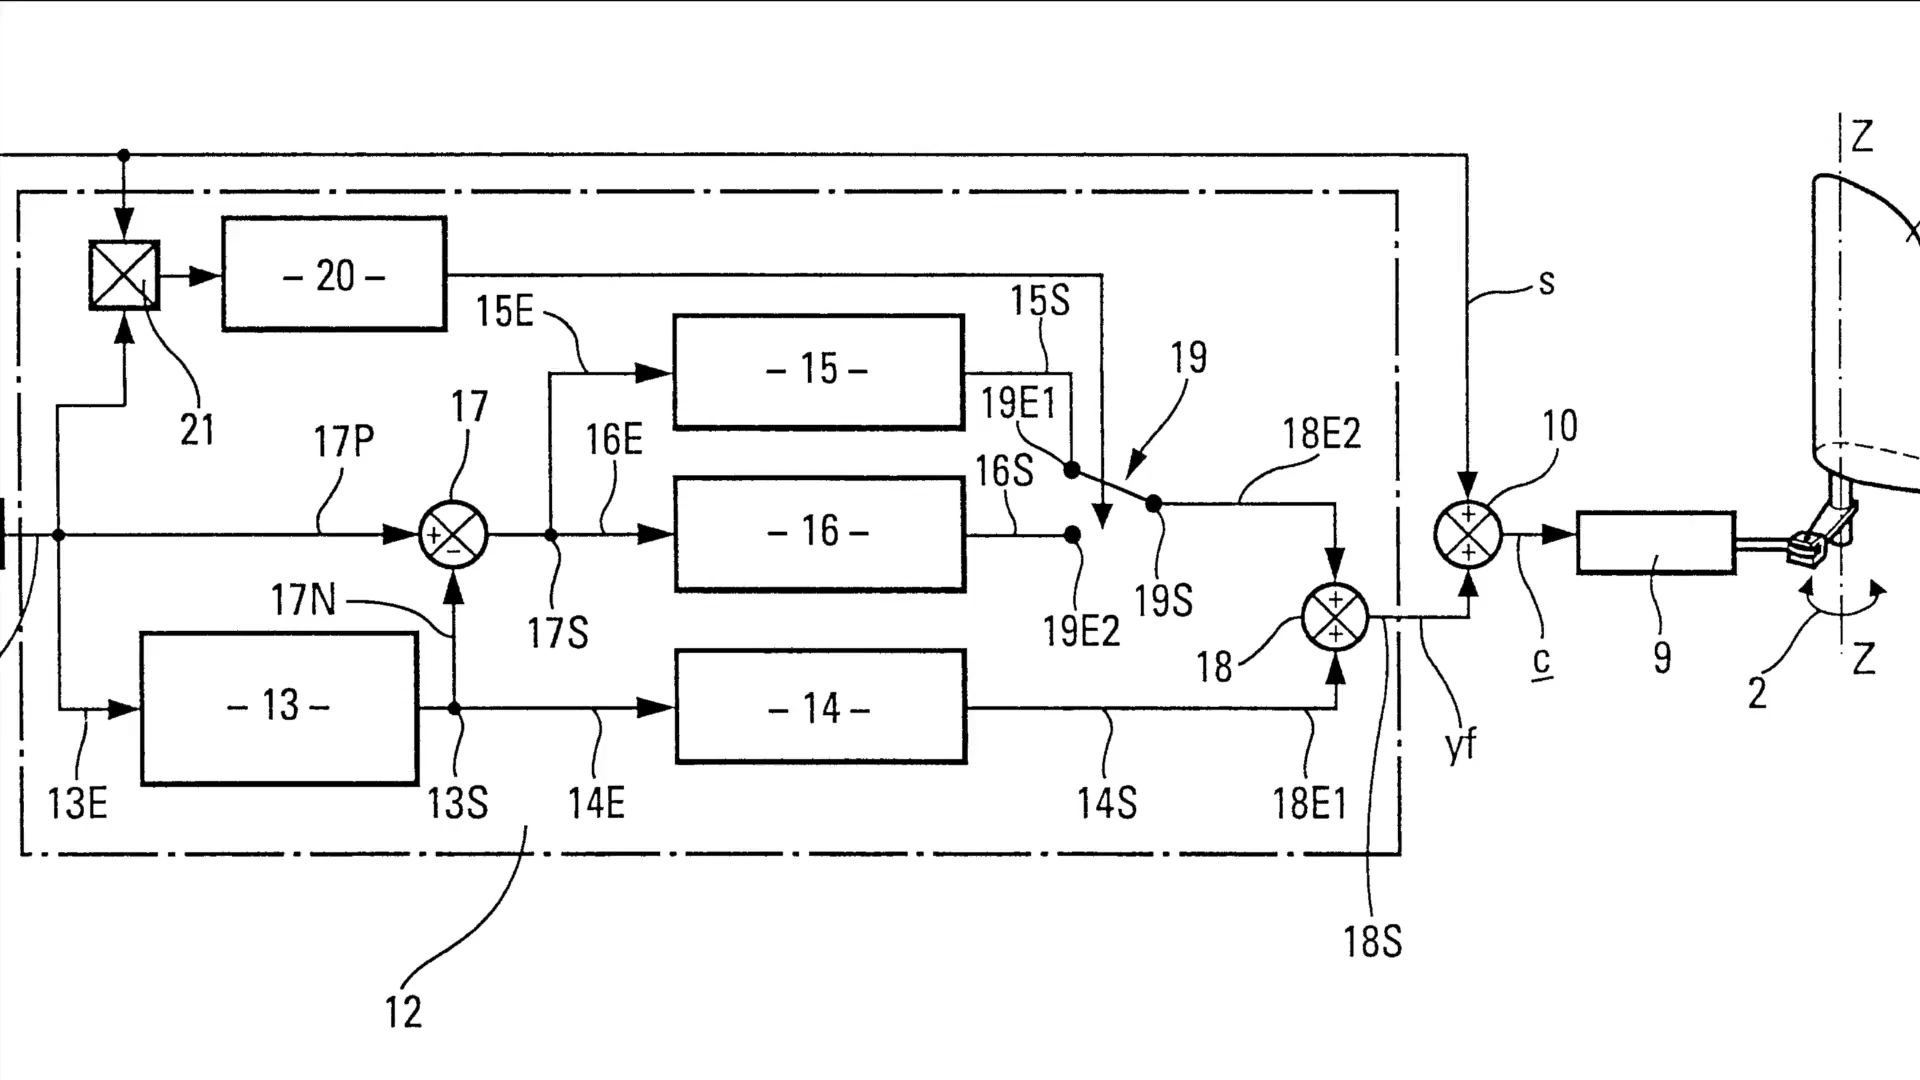 Z
– 20 –
s
15E
15S
– 15 –
19
19E1
17
21
17P
16E
18E2
10
16S
+
+
−
– 16 –
+
+
17N
17S
19E2
19S
+
+
18
c
9
2
Z
– 13 –
– 14 –
yf
13E
13S
14E
14S
18E1
18S
12